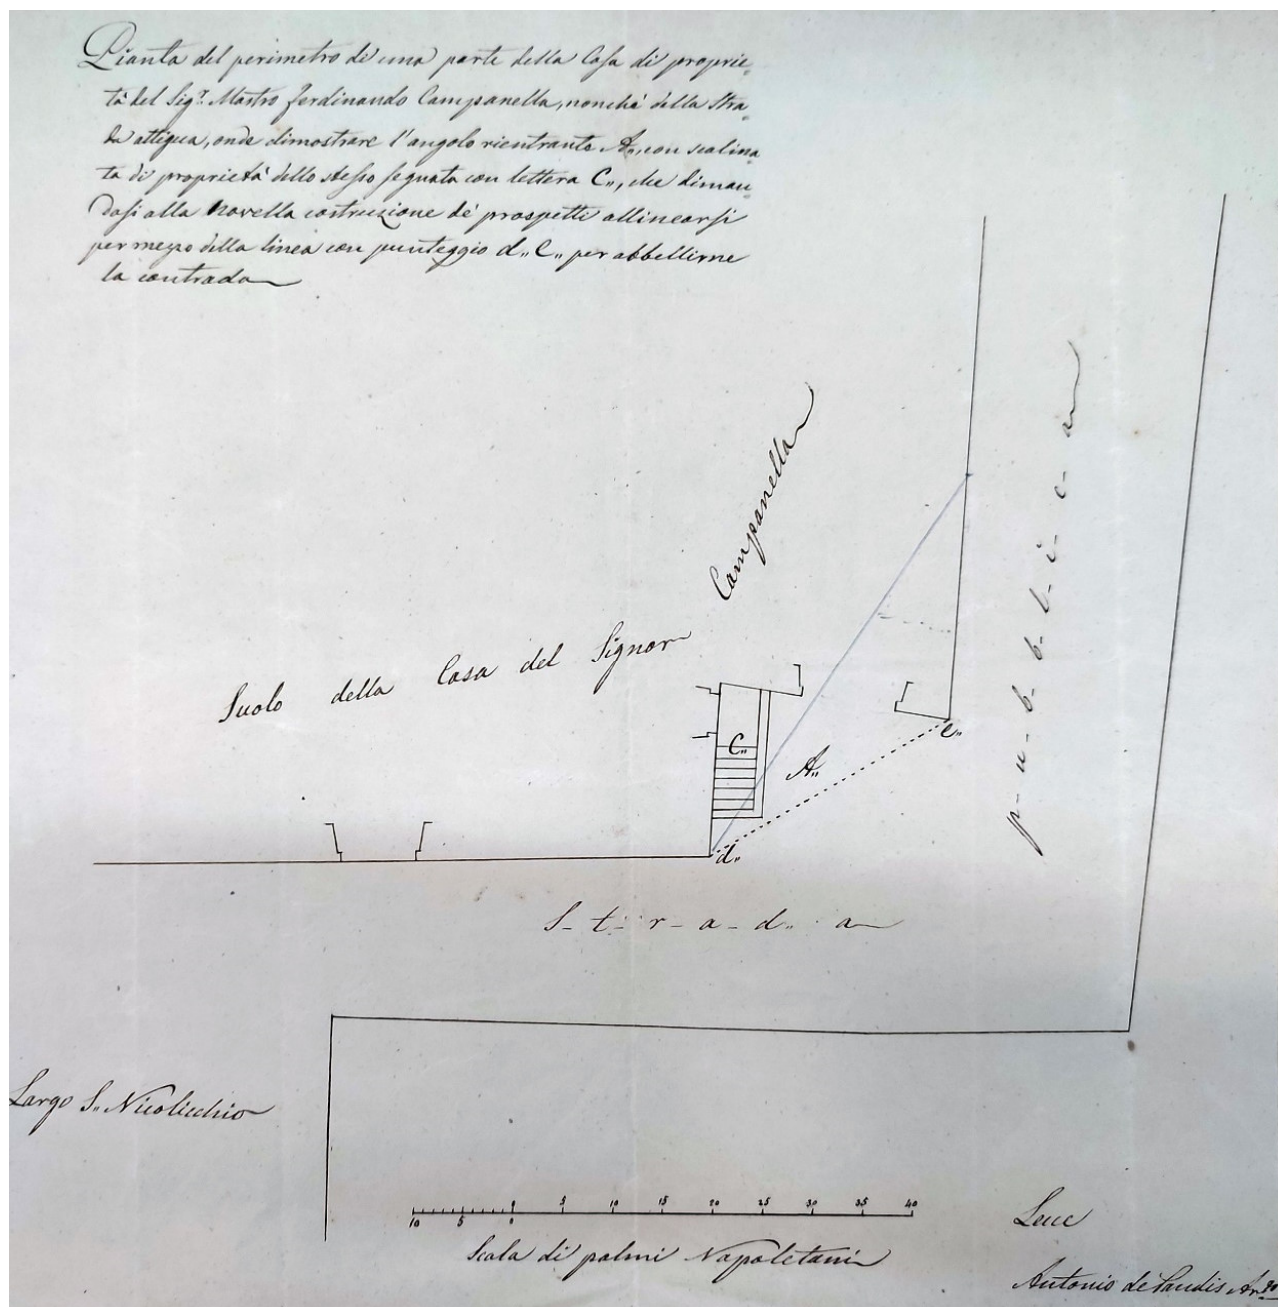 Pianta del perimetro di una parte della Casa di proprie„
tà del Sig.r Mastro Ferdinando Campanella, nonchè della Stra„
da attigua, onde dimostrare l'angolo rientrante A„, con scalina„
ta di proprietà dello stesso segnata con lettera C„, che diman„
dasi alla novella costruzione de' prospetti allinearsi
per mezzo della linea con punteggio d„ C„ per abbellirne
la contrada
Campanella
Suolo della Casa del Signor
p-u-b-b-l-i-c-a
C„
A„
e„
d„
S-t-r-a-d-a
Largo S„ Nicolicchio
10 5 0 5 10 15 20 25 30 35 40
Scala di palmi Napoletani
Lecce
Antonio de